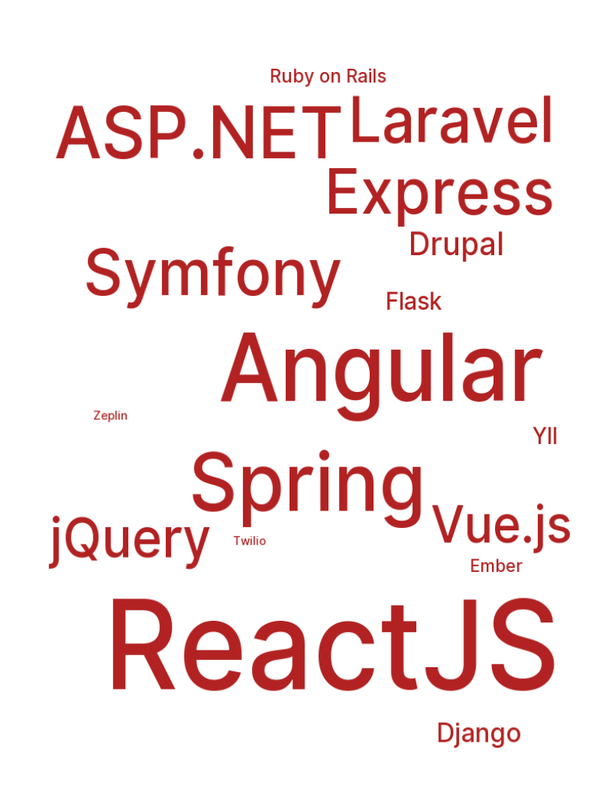 Ruby on Rails
ASP.NET
Laravel
Express
Drupal
Symfony
Flask
Angular
Zeplin
YII
Spring
Vue.js
jQuery
Twilio
Ember
ReactJS
Django